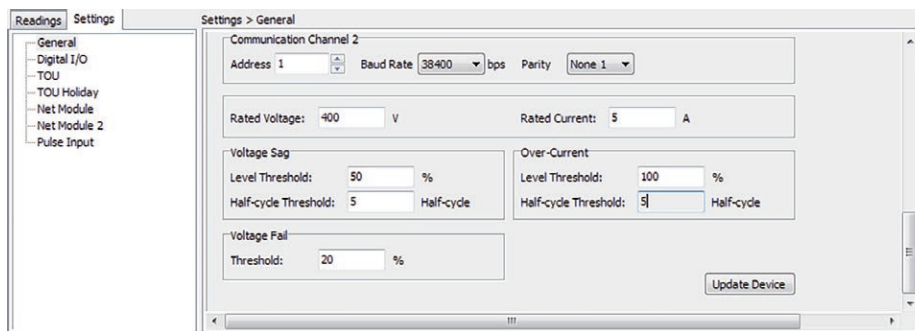 Readings Settings
Settings > General
General
Digital I/O
TOU
TOU Holiday
Net Module
Net Module 2
Pulse Input
Communication Channel 2
Address 1 Baud Rate 38400 bps Parity None 1
Rated Voltage: 400 V Rated Current: 5 A
Voltage Sag
Level Threshold: 50 %
Half-cycle Threshold: 5 Half-cycle
Over-Current
Level Threshold: 100 %
Half-cycle Threshold: 5 Half-cycle
Voltage Fail
Threshold: 20 %
Update Device